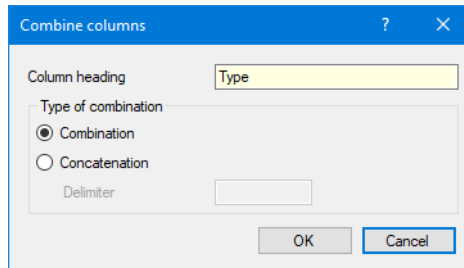 Combine columns ?
Column heading Type
Type of combination
Combination
Concatenation
Delimiter
OK Cancel